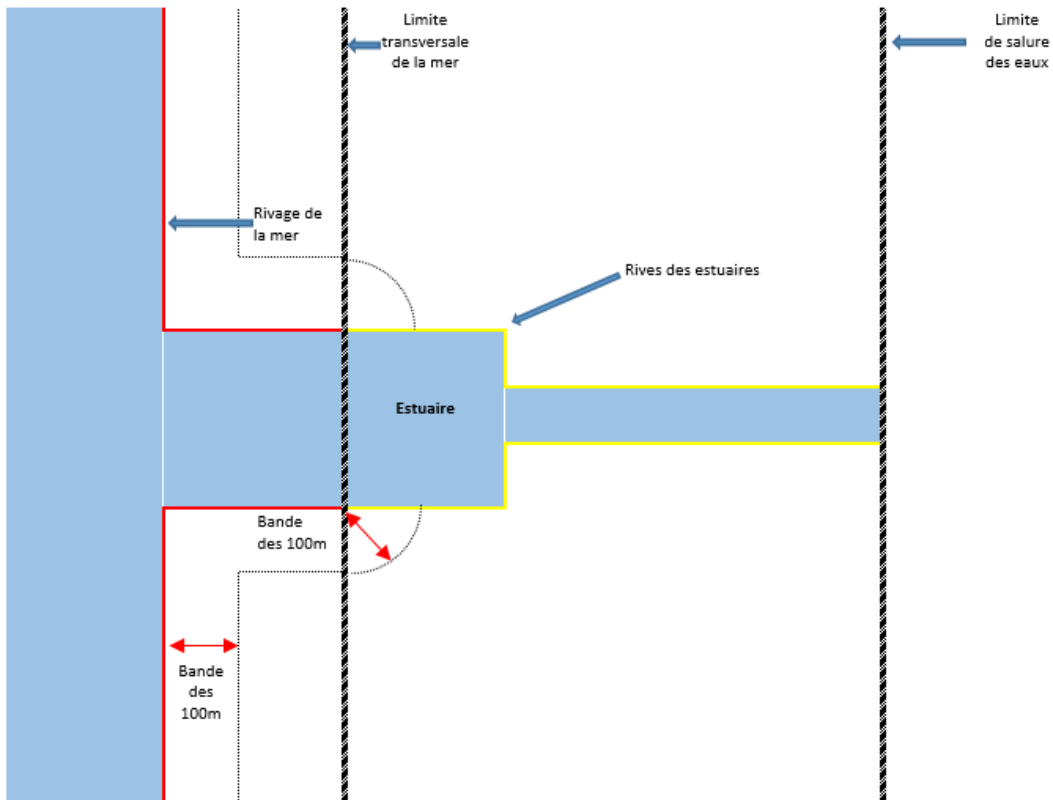 Limite
transversale
de la mer
Limite
de salure
des eaux
Rivage de
la mer
Rives des estuaires
Estuaire
Bande
des 100m
Bande
des
100m